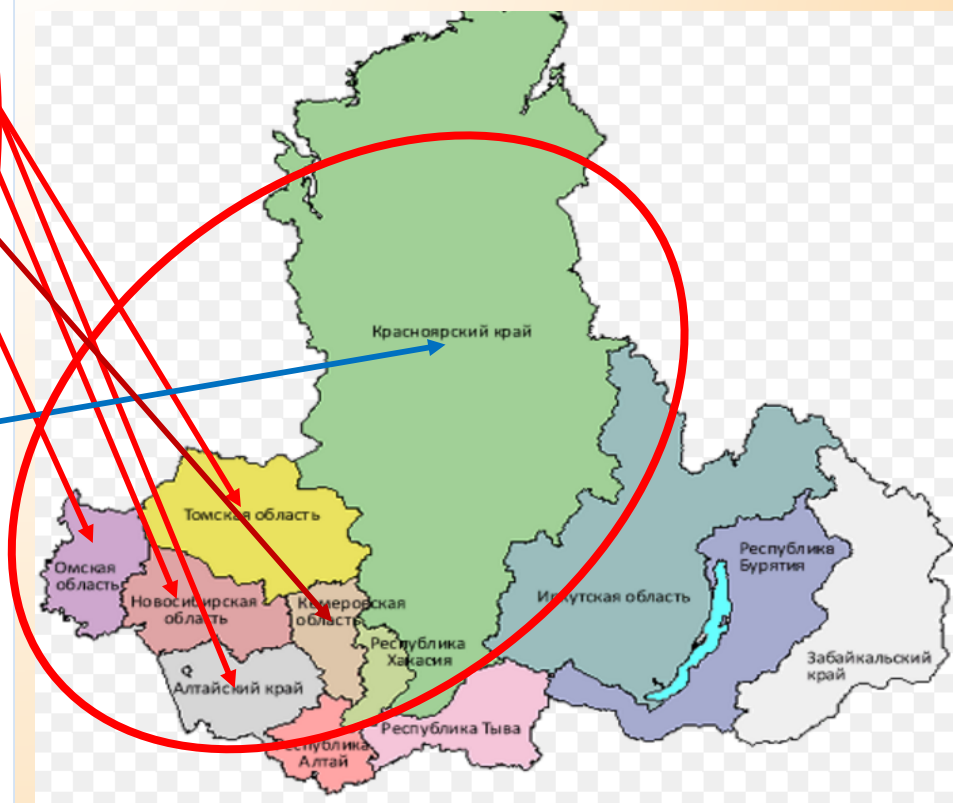 Красноярский край
Томская область
Омская
область
Новосибирская
область
Кемеровская
область
Республика
Хакасия
Алтайский край
Республика
Алтай
Республика Тыва
Иркутская область
Республикв
Бурятия
Забайкальский
край